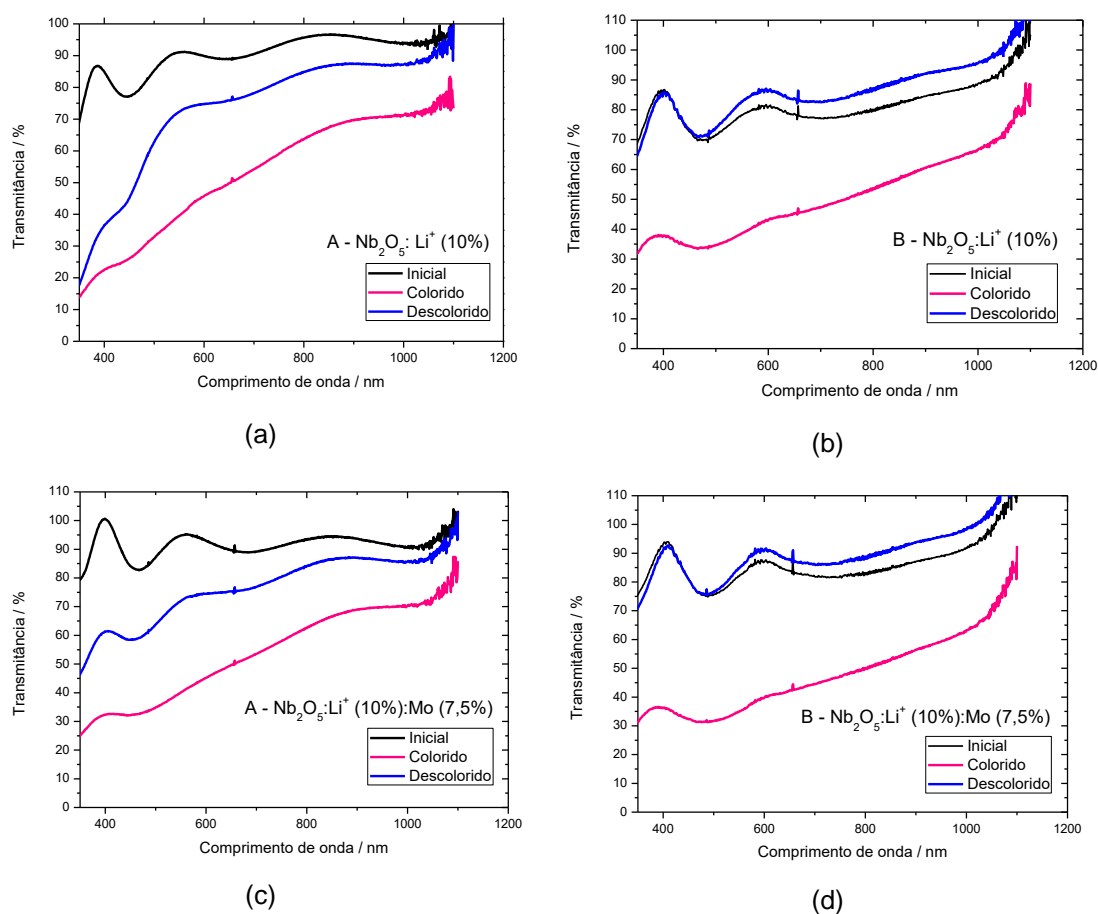 100
90
80
70
60
50
40
30
20
10
0
Transmitância / %
A - Nb₂O₅: Li⁺ (10%)
Inicial
Colorido
Descolorido
400 600 800 1000 1200
Comprimento de onda / nm
(a)
110
100
90
80
70
60
50
40
30
20
10
0
Transmitância / %
B - Nb₂O₅:Li⁺ (10%)
Inicial
Colorido
Descolorido
400 600 800 1000 1200
Comprimento de onda / nm
(b)
110
100
90
80
70
60
50
40
30
20
10
0
Transmitância / %
A - Nb₂O₅:Li⁺ (10%):Mo (7,5%)
Inicial
Colorido
Descolorido
400 600 800 1000 1200
Comprimento de onda / nm
(c)
110
100
90
80
70
60
50
40
30
20
10
0
Transmitância / %
B - Nb₂O₅:Li⁺ (10%):Mo (7,5%)
Inicial
Colorido
Descolorido
400 600 800 1000 1200
Comprimento de onda / nm
(d)